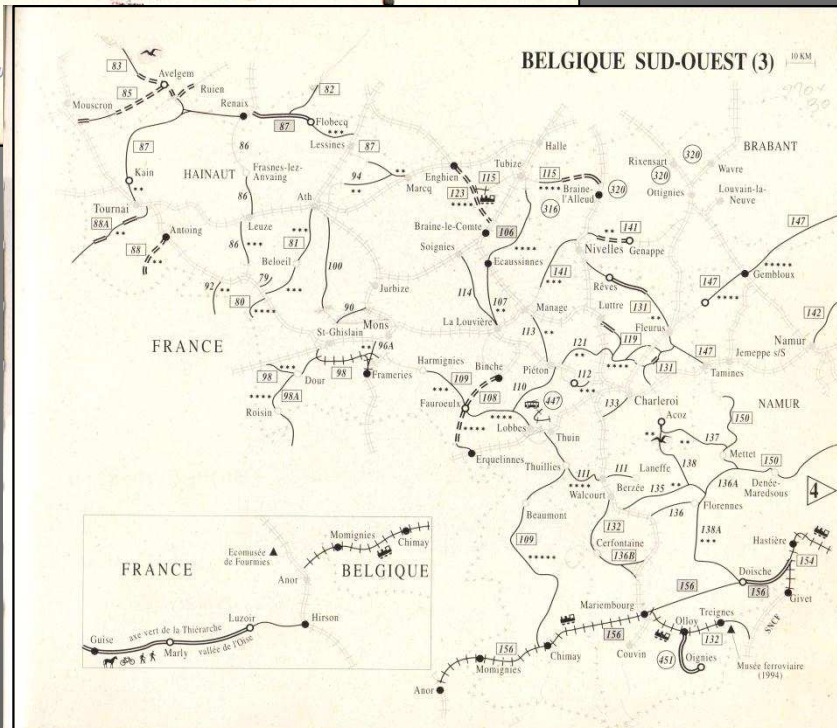 BELGIQUE SUD-OUEST (3)
10 KM
83
Avelgem
85
Ruien
Mouscron
Renaix
82
87
Flobecq
87
Lessines
87
86
Kain
HAINAUT
Frasnes-lez-
Anvaing
94
Tournai
88A
Antoing
88
86
Leuze
86
Ath
81
Beloeil
79
92
80
100
90
Marcq
Enghien
123
115
Tubize
Halle
115
Braine-
l'Alleud
320
316
Rixensart
320
320
Ottignies
Wavre
Louvain-la-
Neuve
BRABANT
Braine-le-Comte
106
Soignies
Ecaussinnes
Nivelles
141
Genappe
141
147
147
Gembloux
Jurbize
114
107
Rêves
Luttre
131
142
La Louvière
Manage
Fleurus
Namur
FRANCE
St-Ghislain
Mons
96A
113
121
119
147
Jemeppe s/S
Tamines
Harmignies
Binche
Piéton
112
131
98
Dour
98
Frameries
109
108
110
Charleroi
98A
Roisin
Fauroeulx
447
133
Acoz
NAMUR
150
Lobbes
Thuin
137
Mettet
Erquelinnes
Thuillies
111
111
Laneffe
138
150
136A
Denée-
Maredsous
4
Walcourt
Berzée
135
Beaumont
136
Florennes
132
138A
Hastière
109
Cerfontaine
136B
154
Doische
156
156
Givet
Mariembourg
Treignes
SNCF
156
Olloy
132
Chimay
Couvin
451
Oignies
Musée ferroviaire
(1994)
156
Momignies
Anor
Momignies
Chimay
Ecomusée
de Fourmies
FRANCE
BELGIQUE
Anor
Luzoir
Hirson
Guise
axe vert de la Thiérarche
Marly
vallée de l'Oise